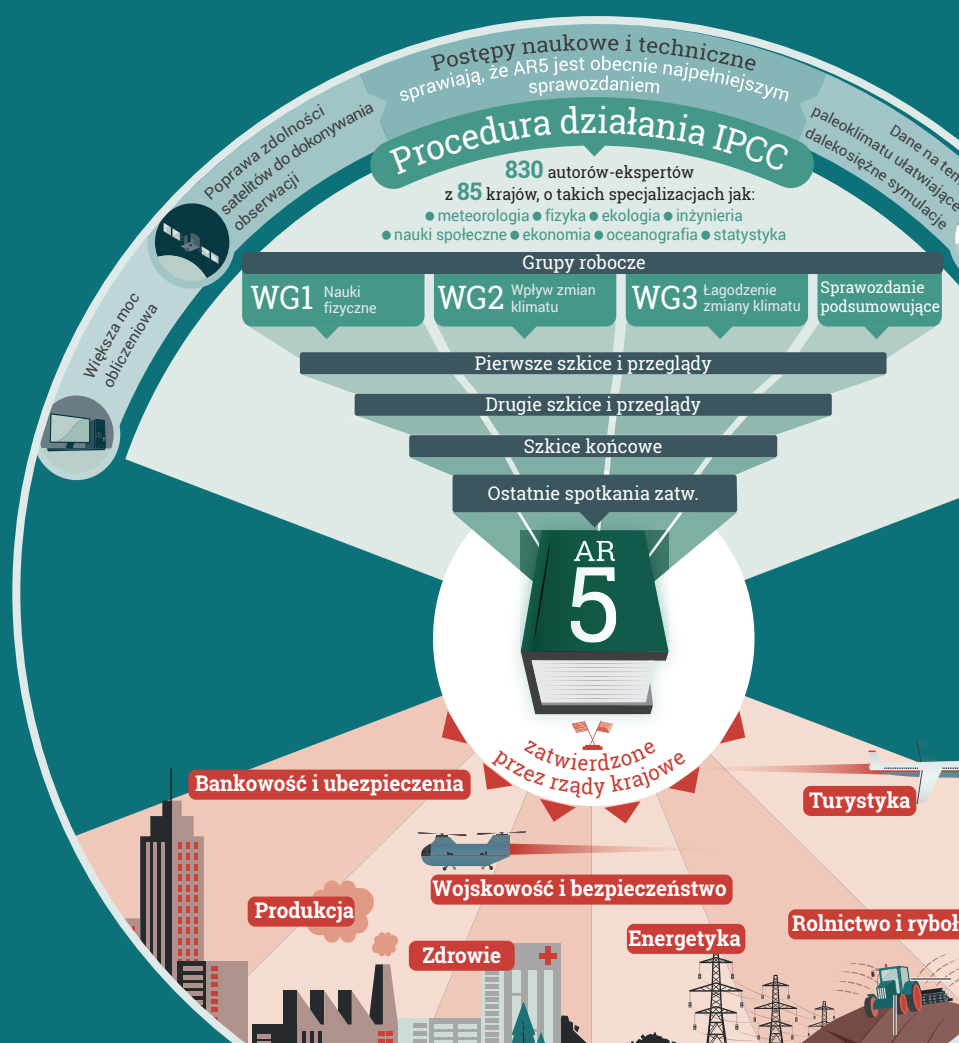 Postępy naukowe i techniczne
sprawiają, że AR5 jest obecnie najpełniejszym
sprawozdaniem
Poprawa zdolności
satelitów do dokonywania
obserwacji
Większa moc
obliczeniowa
Dane na
paleoklimatu ułatwiające
dalekosiężne symulacje
Procedura działania IPCC
830 autorów-ekspertów
z 85 krajów, o takich specjalizacjach jak:
● meteorologia ● fizyka ● ekologia ● inżynieria
● nauki społeczne ● ekonomia ● oceanografia ● statystyka
Grupy robocze
WG1 Nauki
fizyczne
WG2 Wpływ zmian
klimatu
WG3 Łagodzenie
zmiany klimatu
Sprawozdanie
podsumowujące
Pierwsze szkice i przeglądy
Drugie szkice i przeglądy
Szkice końcowe
Ostatnie spotkania zatw.
AR
5
zatwierdzone
przez rządy krajowe
Bankowość i ubezpieczenia
Turystyka
Wojskowość i bezpieczeństwo
Produkcja
Rolnictwo i ryboł
Energetyka
Zdrowie